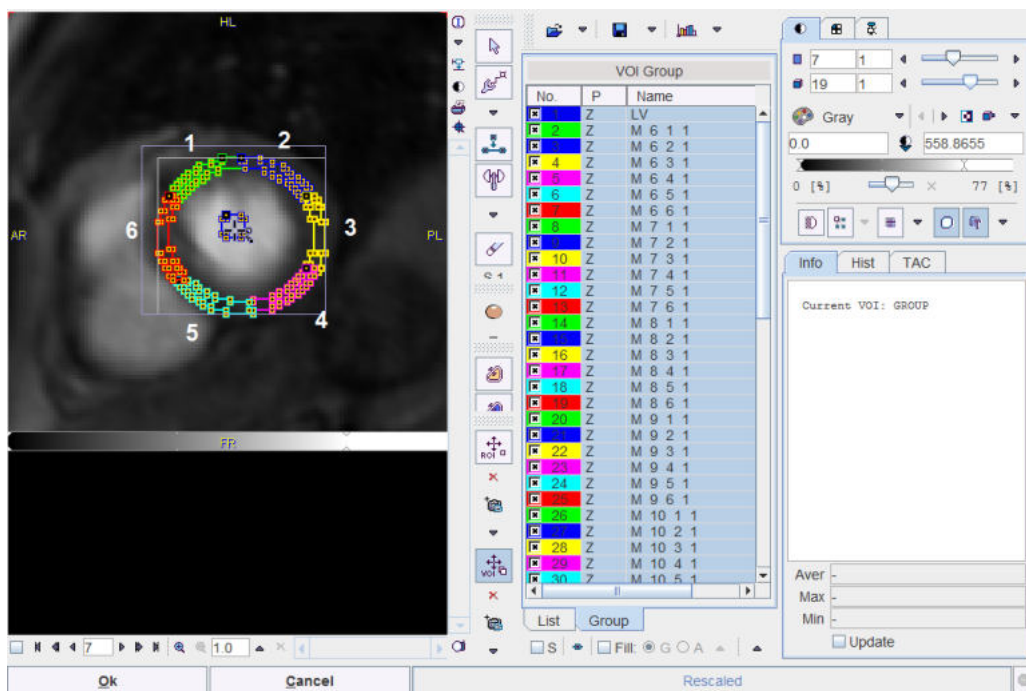 HL
1
2
3
4
5
6
AR
PL
FR
7
1.0
ROI
VOI
VOI Group
No. P Name
Z LV
2 Z M 6 1 1
3 Z M 6 2 1
4 Z M 6 3 1
5 Z M 6 4 1
6 Z M 6 5 1
7 Z M 6 6 1
8 Z M 7 1 1
9 Z M 7 2 1
10 Z M 7 3 1
11 Z M 7 4 1
12 Z M 7 5 1
13 Z M 7 6 1
14 Z M 8 1 1
Z M 8 2 1
16 Z M 8 3 1
17 Z M 8 4 1
18 Z M 8 5 1
19 Z M 8 6 1
20 Z M 9 1 1
21 Z M 9 2 1
22 Z M 9 3 1
23 Z M 9 4 1
24 Z M 9 5 1
25 Z M 9 6 1
26 Z M 10 1 1
27 Z M 10 2 1
28 Z M 10 3 1
29 Z M 10 4 1
30 Z M 10 5 1
List Group
S Fill: G A
7 1
19 1
Gray
0.0 558.8655
0 [%] 77 [%]
Info Hist TAC
Current VOI: GROUP
Aver -
Max -
Min -
Update
Ok Cancel Rescaled